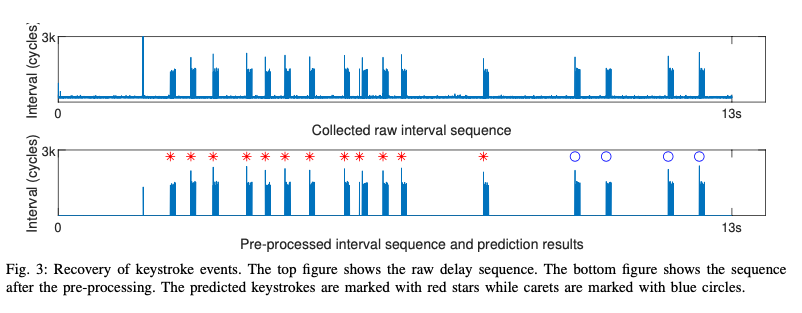 3k
Interval (cycles)
0
13s
Collected raw interval sequence
3k
Interval (cycles)
0
13s
Pre-processed interval sequence and prediction results
Fig. 3: Recovery of keystroke events. The top figure shows the raw delay sequence. The bottom figure shows the sequence
after the pre-processing. The predicted keystrokes are marked with red stars while carets are marked with blue circles.